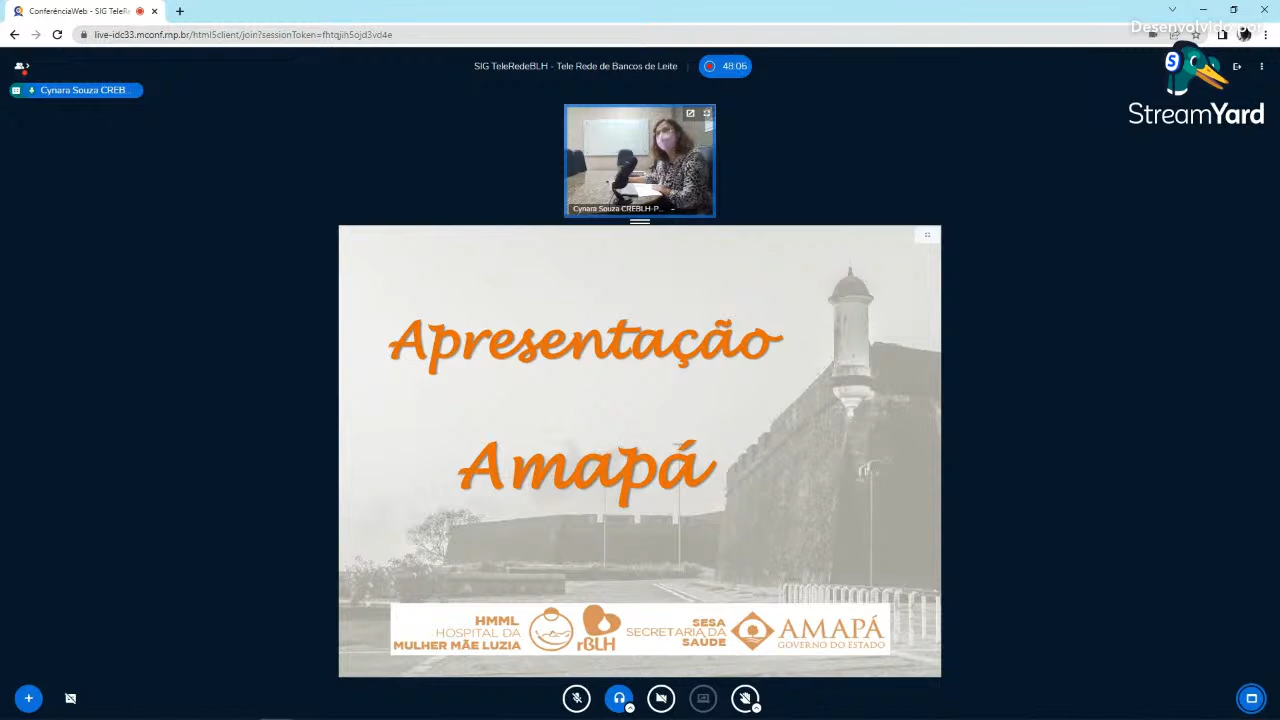 ConferênciaWeb - SIG TeleRe
live-idc33.mconf.rnp.br/html5client/join?sessionToken=fhtqjih5ojd3vd4e
Desenvolvido por
StreamYard
SIG TeleRedeBLH - Tele Rede de Bancos de Leite
48:05
Cynara Souza CREB...
Cynara Souza CREBLH-P...
Apresentação
Amapá
HMML
HOSPITAL DA
MULHER MÃE LUZIA
rBLH
SESA
SECRETARIA DA
SAÚDE
AMAPÁ
GOVERNO DO ESTADO